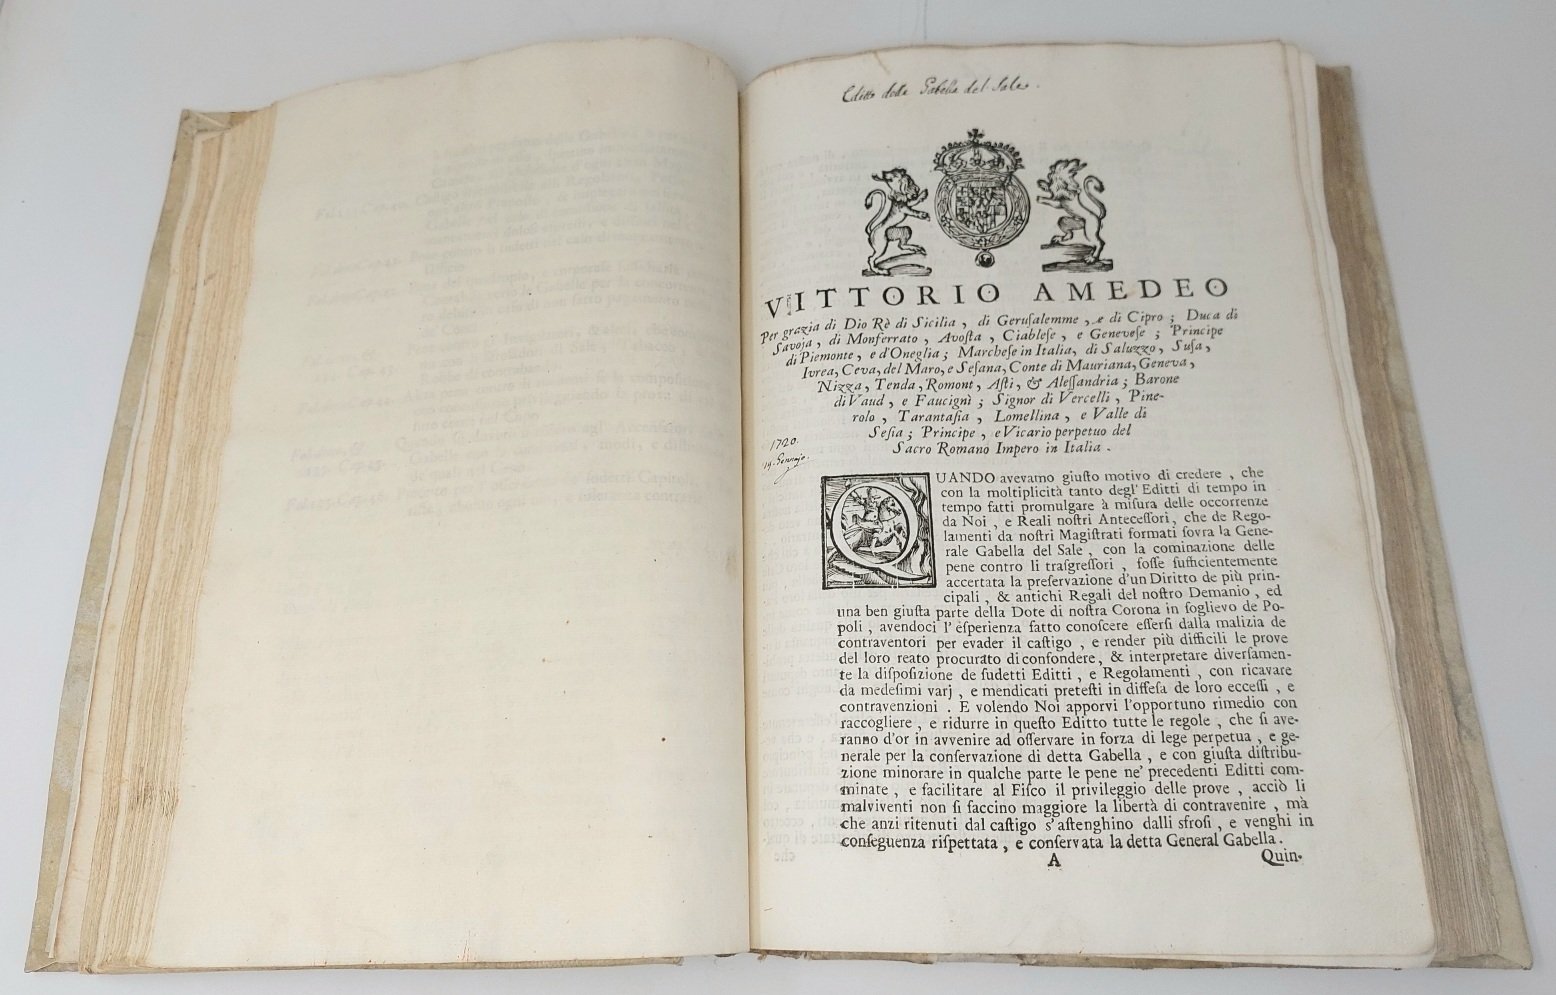 Editto della Gabella del Sale.
VITTORIO AMEDEO
Per grazia di Dio Rè di Sicilia, di Geruſalemme, e di Cipro; Duca di
Savoja, di Monferrato, Avoſta, Ciableſe, e Geneveſe; Principe
di Piemonte, e d'Oneglia; Marcheſe in Italia, di Saluzzo, Suſa,
Ivrea, Ceva, del Maro, e Seſana, Conte di Mauriana, Geneva,
Nizza, Tenda, Romont, Aſti, & Aleſſandria; Barone
di Vaud, e Faucignì; Signor di Vercelli, Pine-
rolo, Tarantaſia, Lomellina, e Valle di
Seſia; Principe, e Vicario perpetuo del
Sacro Romano Impero in Italia.
1720.
19. Gennajo.
QUANDO avevamo giuſto motivo di credere, che
con la moltiplicità tanto degl' Editti di tempo in
tempo fatti promulgare à miſura delle occorrenze
da Noi, e Reali noſtri Anteceſſori, che de Rego-
lamenti da noſtri Magiſtrati formati ſovra la Gene-
rale Gabella del Sale, con la cominazione delle
pene contro li traſgreſſori, foſſe ſufficientemente
accertata la preſervazione d'un Diritto de più prin-
cipali, & antichi Regali del noſtro Demanio, ed
una ben giuſta parte della Dote di noſtra Corona in ſoglievo de Po-
poli, avendoci l'eſperienza fatto conoſcere eſſerſi dalla malizia de
contraventori per evader il caſtigo, e render più difficili le prove
del loro reato procurato di confondere, & interpretare diverſamen-
te la diſpoſizione de ſudetti Editti, e Regolamenti, con ricavare
da medeſimi varj, e mendicati preteſti in diffeſa de loro ecceſſi, e
contravenzioni. E volendo Noi apporvi l'opportuno rimedio con
raccogliere, e ridurre in queſto Editto tutte le regole, che ſi ave-
ranno d'or in avvenire ad oſſervare in forza di lege perpetua, e ge-
nerale per la conſervazione di detta Gabella, e con giuſta diſtribu-
zione minorare in qualche parte le pene ne' precedenti Editti com-
minate, e facilitare al Fiſco il privileggio delle prove, acciò li
malviventi non ſi faccino maggiore la libertà di contravenire, mà
che anzi ritenuti dal caſtigo s'aſtenghino dalli sfroſi, e venghi in
conſeguenza riſpettata, e conſervata la detta General Gabella.
A
Quin-